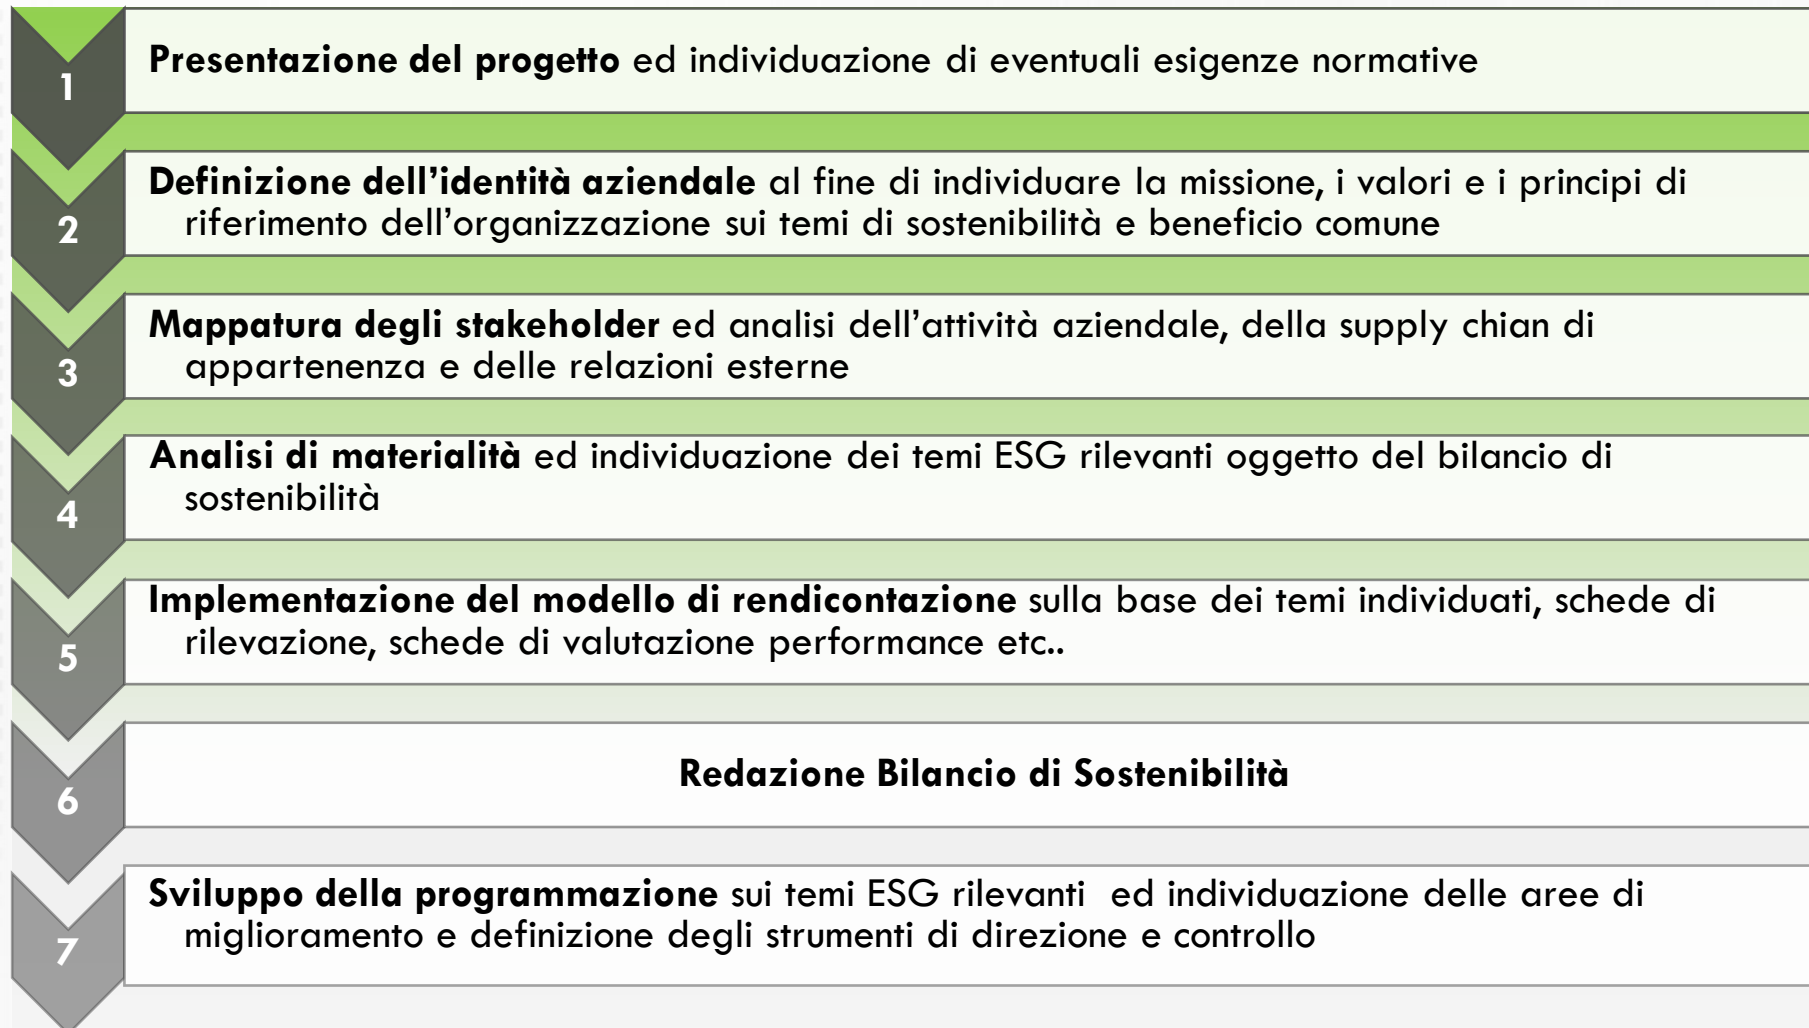 1
Presentazione del progetto ed individuazione di eventuali esigenze normative
2
Definizione dell’identità aziendale al fine di individuare la missione, i valori e i principi di
riferimento dell’organizzazione sui temi di sostenibilità e beneficio comune
3
Mappatura degli stakeholder ed analisi dell’attività aziendale, della supply chian di
appartenenza e delle relazioni esterne
4
Analisi di materialità ed individuazione dei temi ESG rilevanti oggetto del bilancio di
sostenibilità
5
Implementazione del modello di rendicontazione sulla base dei temi individuati, schede di
rilevazione, schede di valutazione performance etc..
6
Redazione Bilancio di Sostenibilità
7
Sviluppo della programmazione sui temi ESG rilevanti  ed individuazione delle aree di
miglioramento e definizione degli strumenti di direzione e controllo